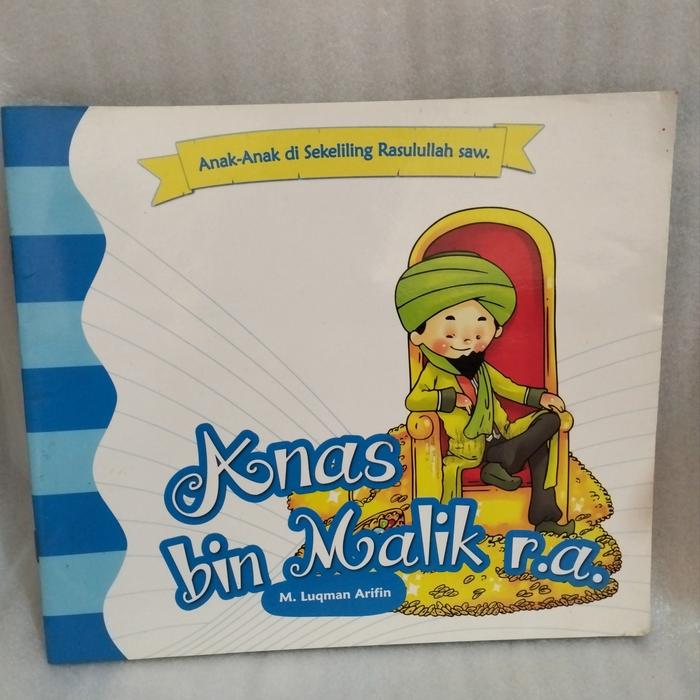 Anak-Anak di Sekeliling Rasulullah saw.
Anas
bin Malik r.a.
M. Luqman Arifin